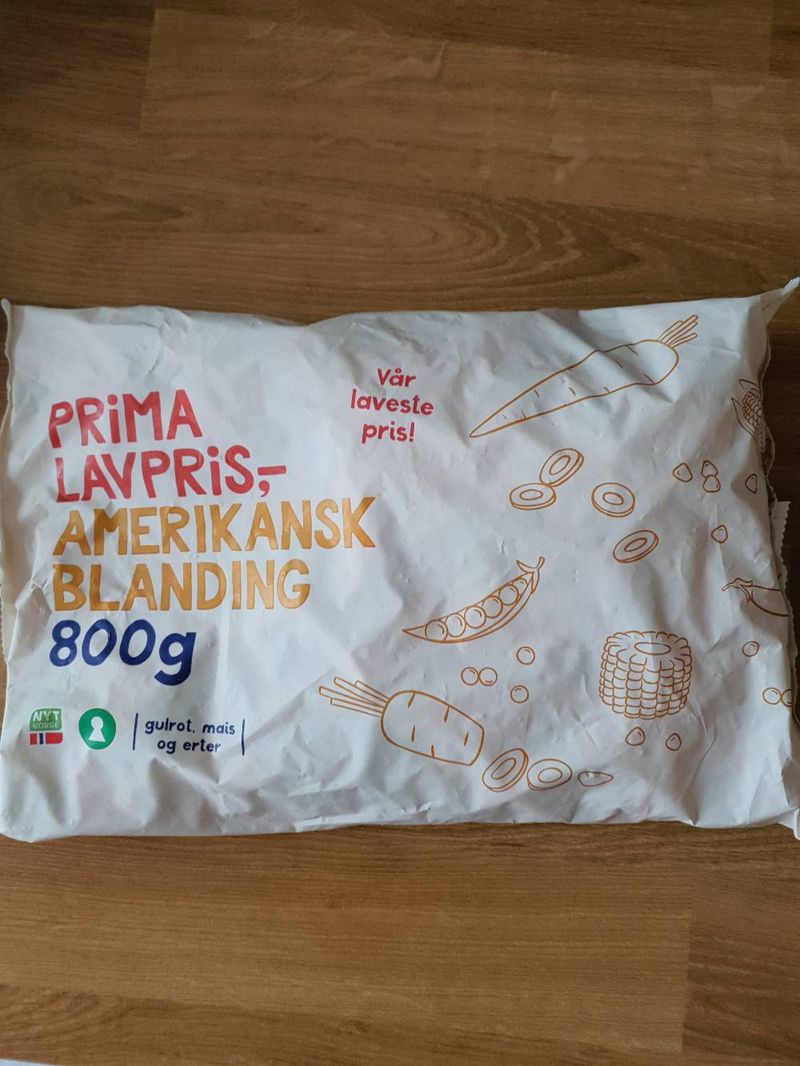 PRiMA
LAVPRiS,-
AMERIKANSK
BLANDING
800g
Vår
laveste
pris!
NYT
NORGE
gulrot, mais
og erter